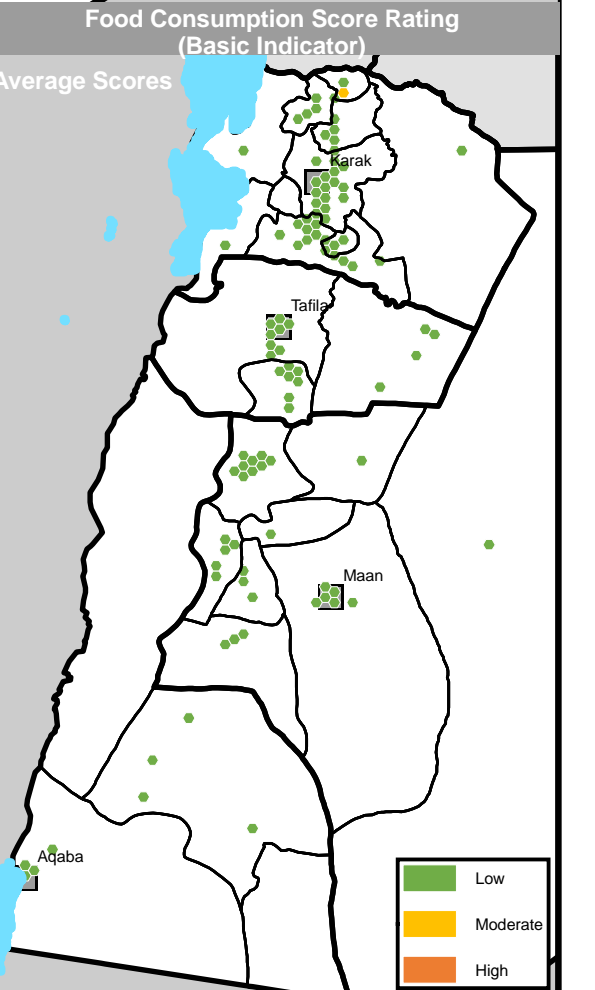 Food Consumption Score Rating
(Basic Indicator)
Average Scores
Karak
Tafila
Maan
Aqaba
Low
Moderate
High